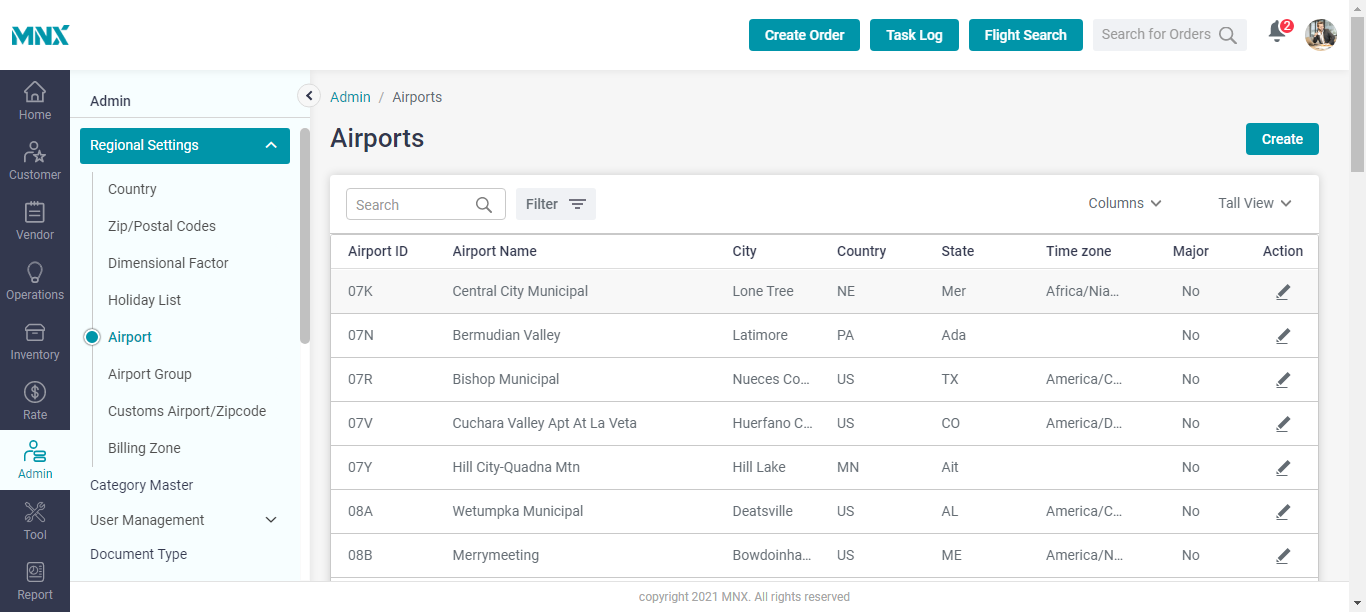 MNX
Create Order Task Log Flight Search Search for Orders 2
Home
Customer
Vendor
Operations
Inventory
Rate
Admin
Tool
Report
Admin
Regional Settings
Country
Zip/Postal Codes
Dimensional Factor
Holiday List
Airport
Airport Group
Customs Airport/Zipcode
Billing Zone
Category Master
User Management
Document Type
Admin / Airports
Airports
Create
Search Filter Columns Tall View
Airport ID Airport Name City Country State Time zone Major Action
07K Central City Municipal Lone Tree NE Mer Africa/Nia... No
07N Bermudian Valley Latimore PA Ada No
07R Bishop Municipal Nueces Co... US TX America/C... No
07V Cuchara Valley Apt At La Veta Huerfano C... US CO America/D... No
07Y Hill City-Quadna Mtn Hill Lake MN Ait No
08A Wetumpka Municipal Deatsville US AL America/C... No
08B Merrymeeting Bowdoinha... US ME America/N... No
copyright 2021 MNX. All rights reserved